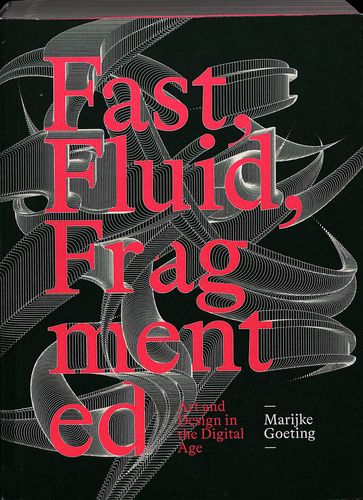 Fast,
Fluid,
Frag
ment
ed
Art and
Design in
the Digital
Age
—
Marijke
Goeting
—